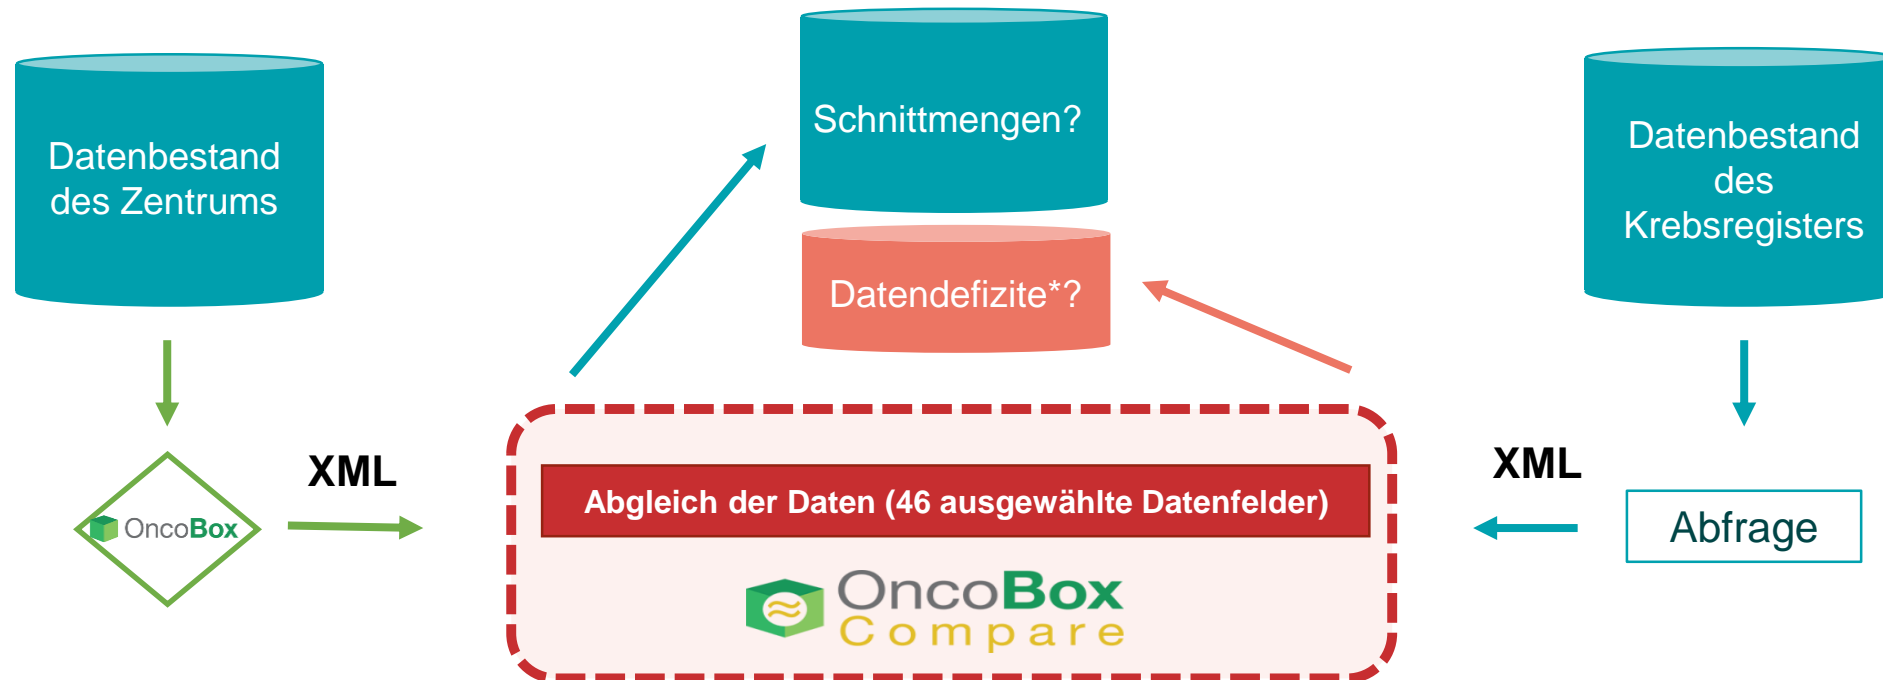 Datenbestand
des Zentrums
Schnittmengen?
Datendefizite*?
Datenbestand
des
Krebsregisters
XML
OncoBox
Abgleich der Daten (46 ausgewählte Datenfelder)
OncoBox
Compare
XML
Abfrage